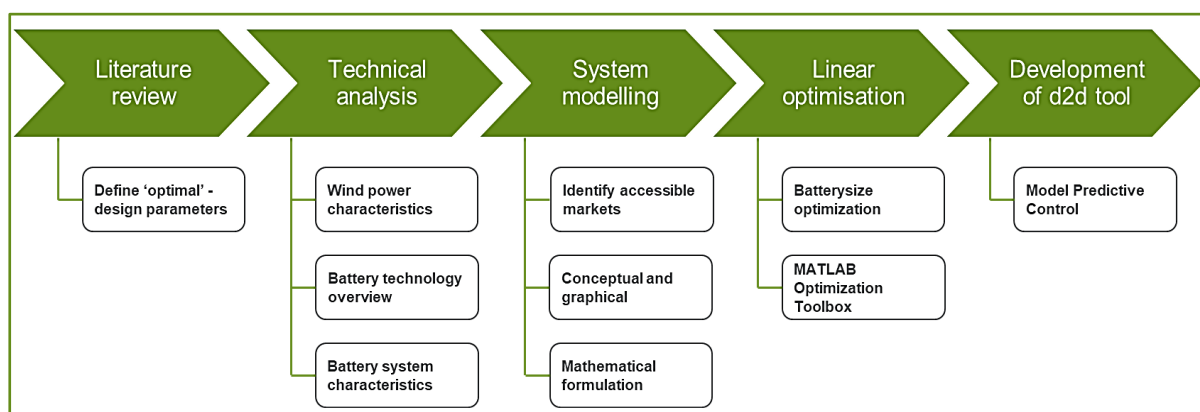 Literature
review
Technical
analysis
System
modelling
Linear
optimisation
Development
of d2d tool
Define ‘optimal’ -
design parameters
Wind power
characteristics
Battery technology
overview
Battery system
characteristics
Identify accessible
markets
Conceptual and
graphical
Mathematical
formulation
Batterysize
optimization
MATLAB
Optimization
Toolbox
Model Predictive
Control